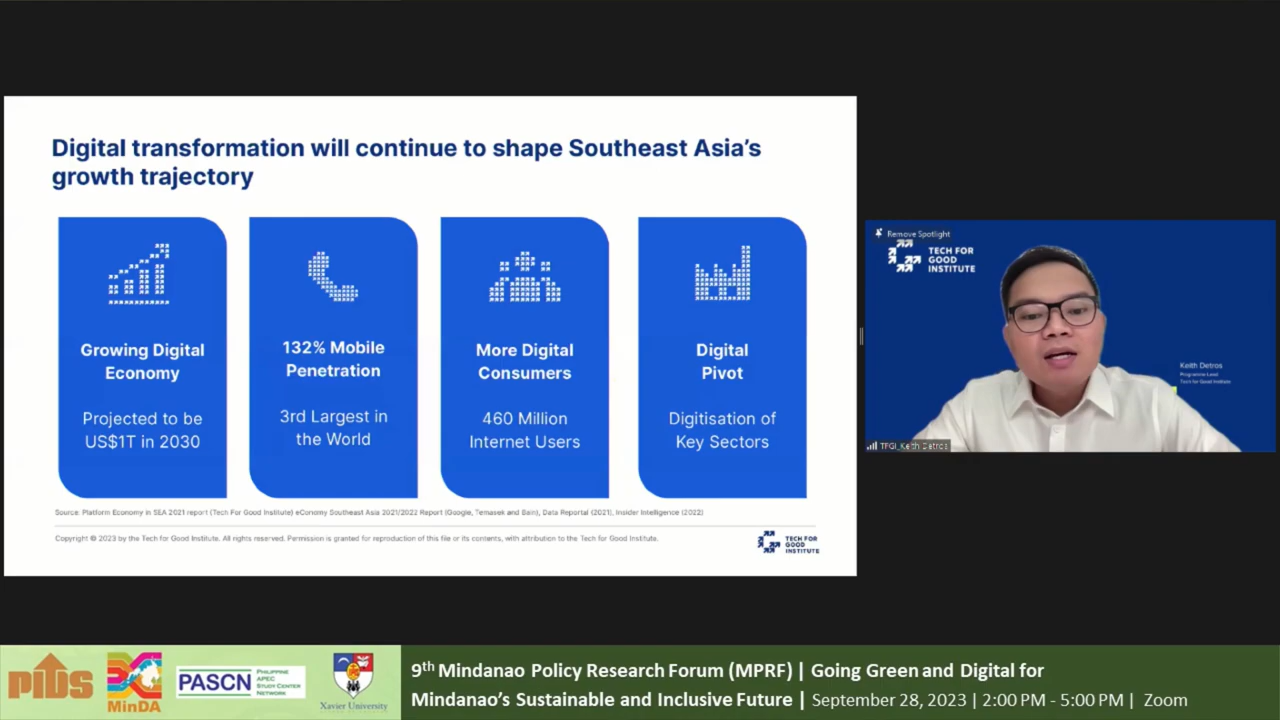 Digital transformation will continue to shape Southeast Asia's
growth trajectory
Growing Digital
Economy
Projected to be
US$1T in 2030
132% Mobile
Penetration
3rd Largest in
the World
More Digital
Consumers
460 Million
Internet Users
Digital
Pivot
Digitisation of
Key Sectors
Source: Platform Economy in SEA 2021 report (Tech For Good Institute) eConomy Southeast Asia 2021/2022 Report (Google, Temasek and Bain), Data Reportal (2021), Insider Intelligence (2022)
Copyright © 2023 by the Tech for Good Institute. All rights reserved. Permission is granted for reproduction of this file or its contents, with attribution to the Tech for Good Institute.
TECH FOR
GOOD
INSTITUTE
Remove Spotlight
TECH FOR
GOOD
INSTITUTE
Keith Detros
Programme Lead
Tech for Good Institute
TFGI_Keith Detros
PIDS
MinDA
PASCN
PHILIPPINE
APEC
STUDY CENTER
NETWORK
Xavier University
9th Mindanao Policy Research Forum (MPRF) | Going Green and Digital for
Mindanao's Sustainable and Inclusive Future | September 28, 2023 | 2:00 PM - 5:00 PM | Zoom